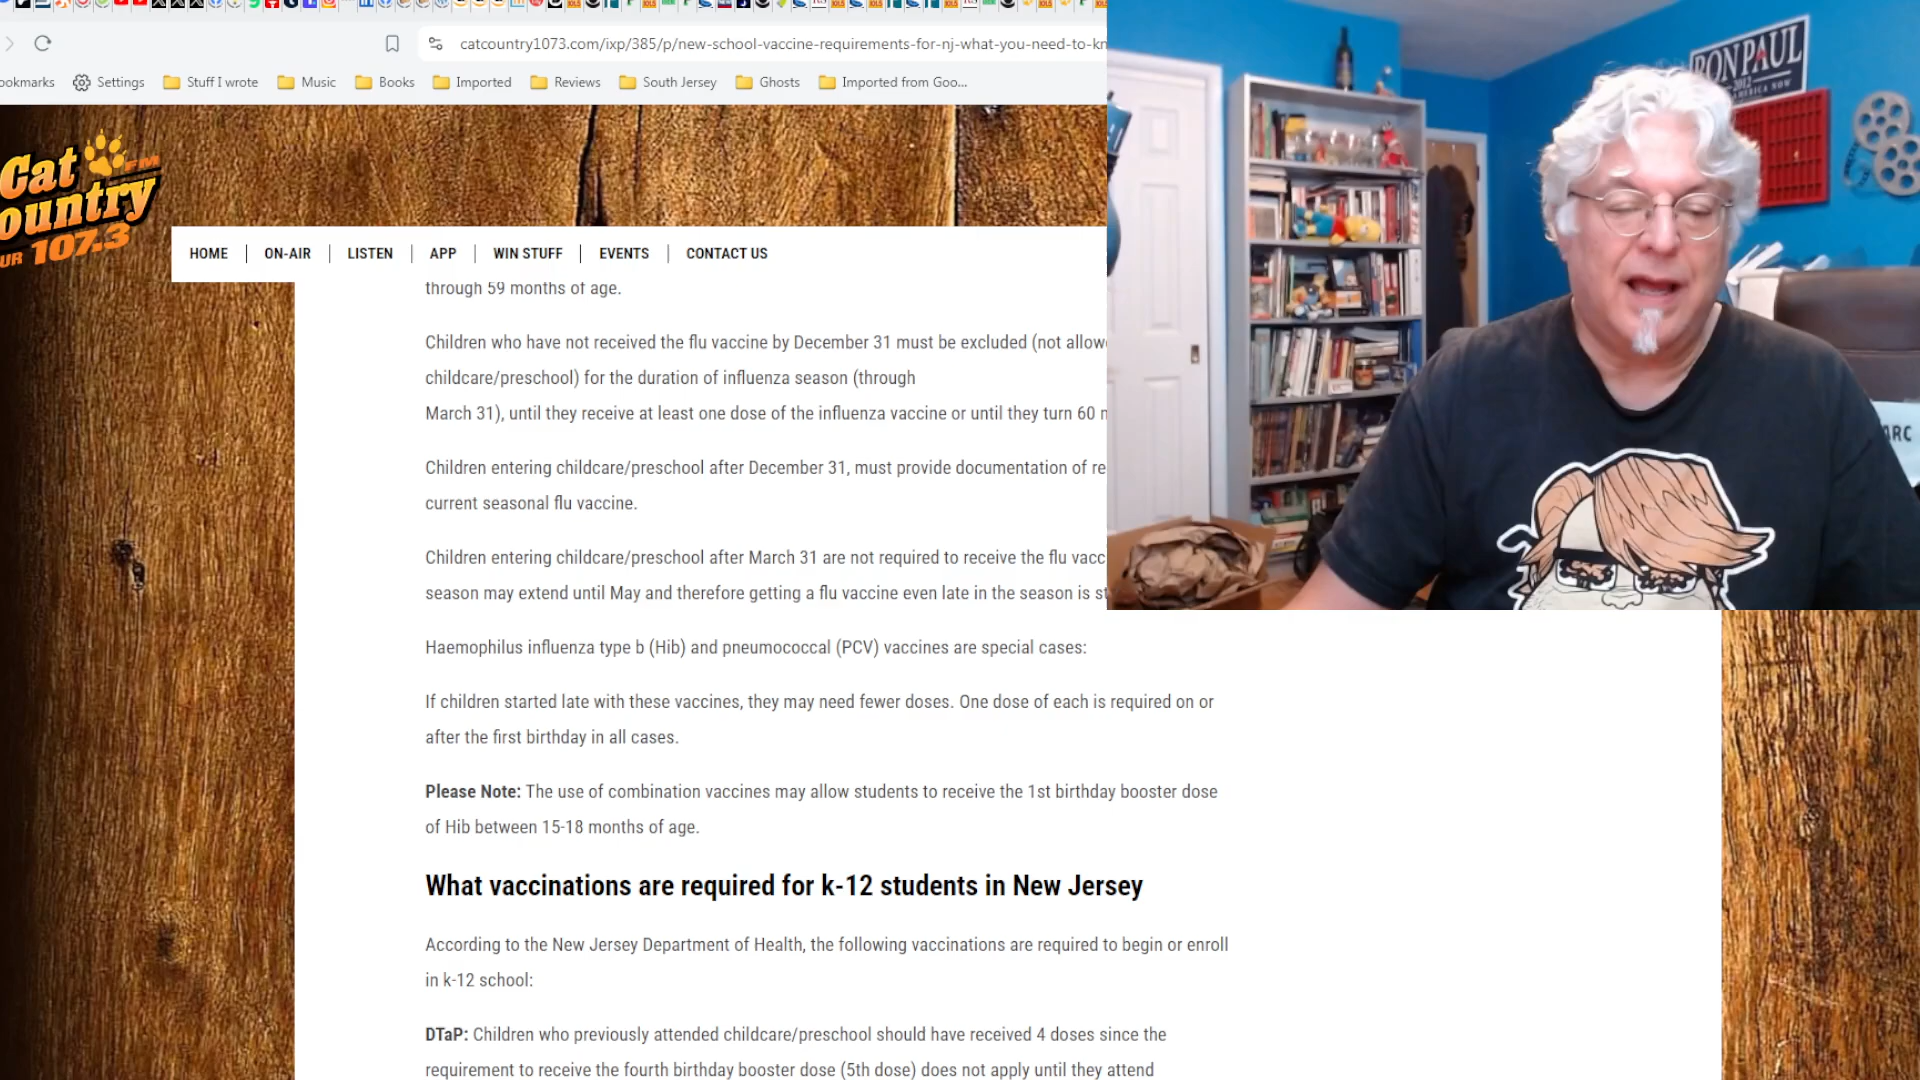 catcountry1073.com/ixp/385/p/new-school-vaccine-requirements-for-nj-what-you-need-to-kn
ookmarks Settings Stuff I wrote Music Books Imported Reviews South Jersey Ghosts Imported from Goo...
RON PAUL
2012
AMERICA NOW
Cat
FM
ountry
UR 107.3
HOME ON-AIR LISTEN APP WIN STUFF EVENTS CONTACT US
through 59 months of age.
Children who have not received the flu vaccine by December 31 must be excluded (not allow
childcare/preschool) for the duration of influenza season (through
March 31), until they receive at least one dose of the influenza vaccine or until they turn 60
ARC
Children entering childcare/preschool after December 31, must provide documentation of re
current seasonal flu vaccine.
Children entering childcare/preschool after March 31 are not required to receive the flu vacc
season may extend until May and therefore getting a flu vaccine even late in the season is st
Haemophilus influenza type b (Hib) and pneumococcal (PCV) vaccines are special cases:
If children started late with these vaccines, they may need fewer doses. One dose of each is required on or
after the first birthday in all cases.
Please Note: The use of combination vaccines may allow students to receive the 1st birthday booster dose
of Hib between 15-18 months of age.
What vaccinations are required for k-12 students in New Jersey
According to the New Jersey Department of Health, the following vaccinations are required to begin or enroll
in k-12 school:
DTaP: Children who previously attended childcare/preschool should have received 4 doses since the
requirement to receive the fourth birthday booster dose (5th dose) does not apply until they attend